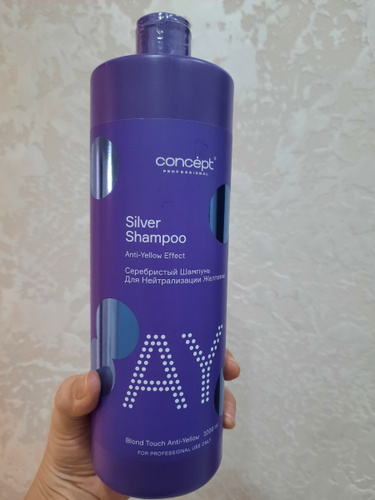 concept
PROFESSIONAL
Silver
Shampoo
Anti-Yellow Effect
Серебристый Шампунь
Для Нейтрализации
AY
Blond Touch Anti-Yellow 1000
FOR PROFESSIONAL USE ONLY